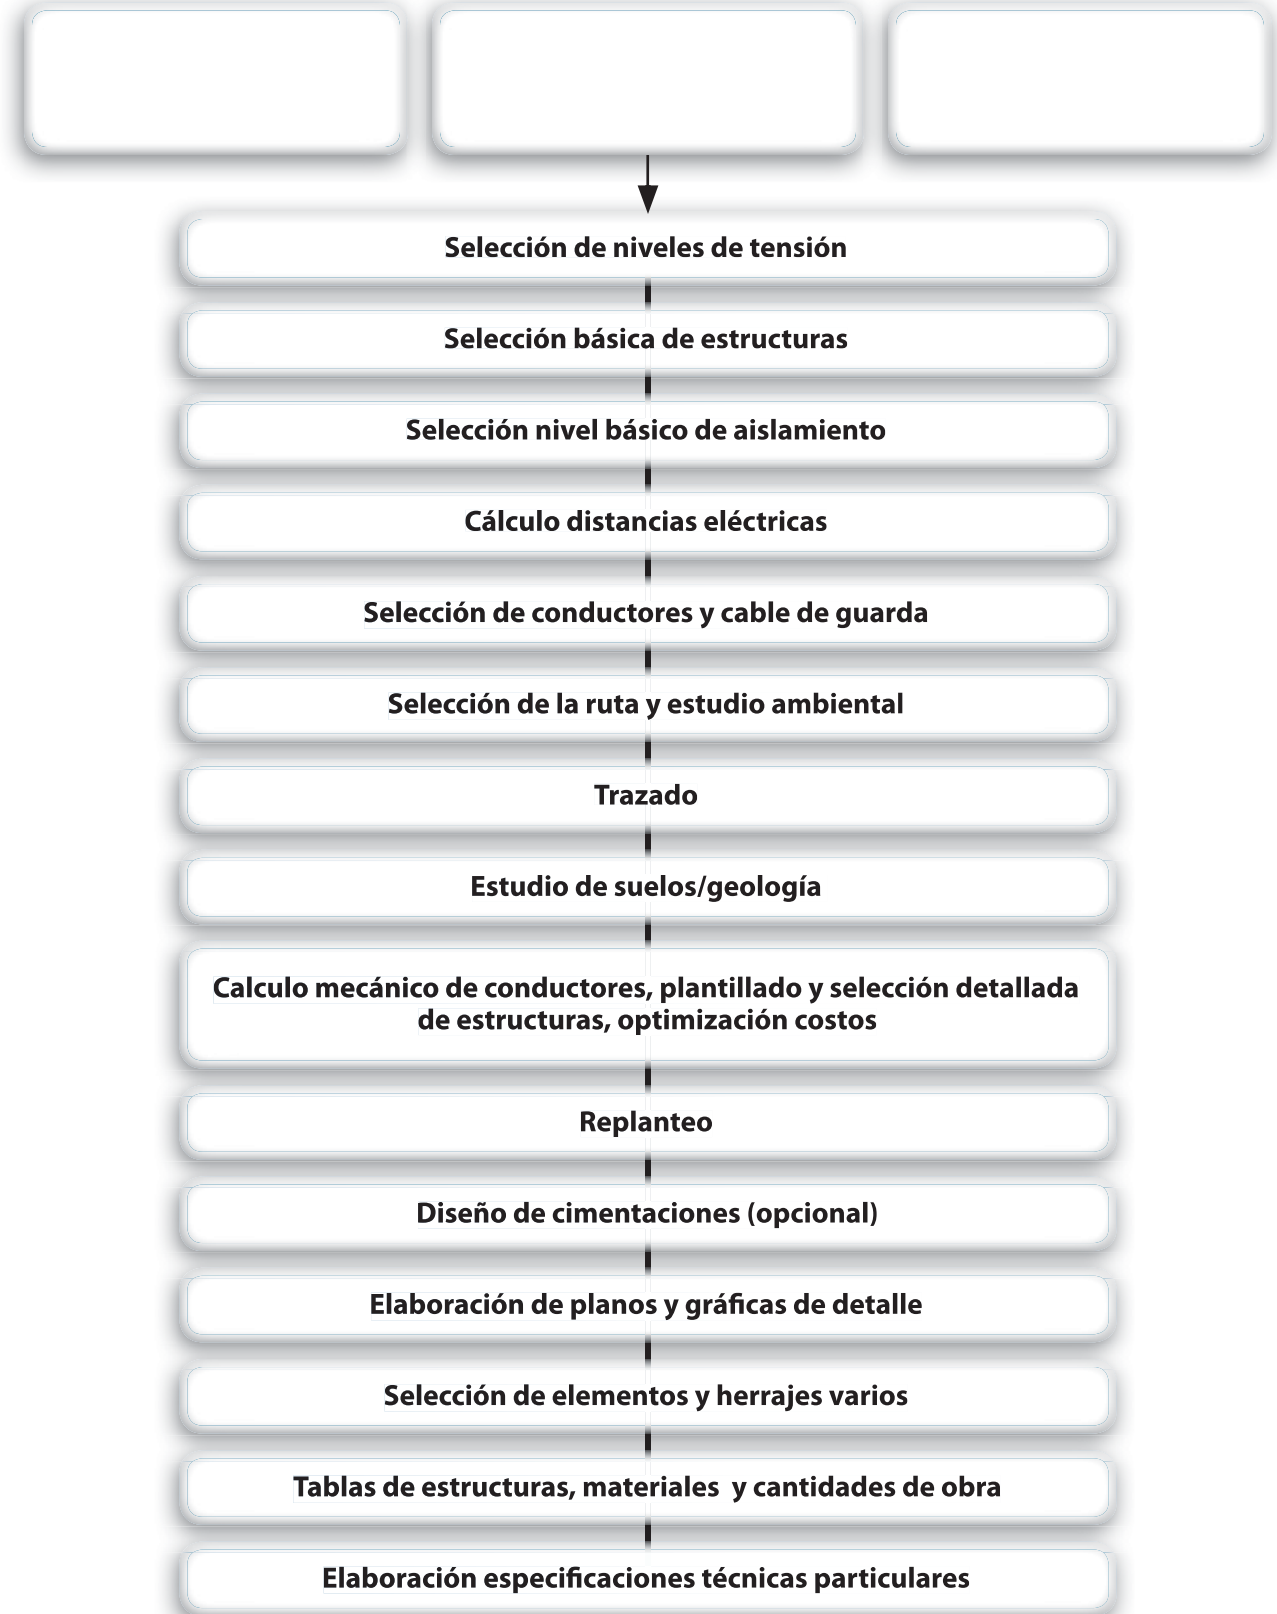 Selección de niveles de tensión
Selección básica de estructuras
Selección nivel básico de aislamiento
Cálculo distancias eléctricas
Selección de conductores y cable de guarda
Selección de la ruta y estudio ambiental
Trazado
Estudio de suelos/geología
Calculo mecánico de conductores, plantillado y selección detallada
de estructuras, optimización costos
Replanteo
Diseño de cimentaciones (opcional)
Elaboración de planos y gráficas de detalle
Selección de elementos y herrajes varios
Tablas de estructuras, materiales  y cantidades de obra
Elaboración especificaciones técnicas particulares